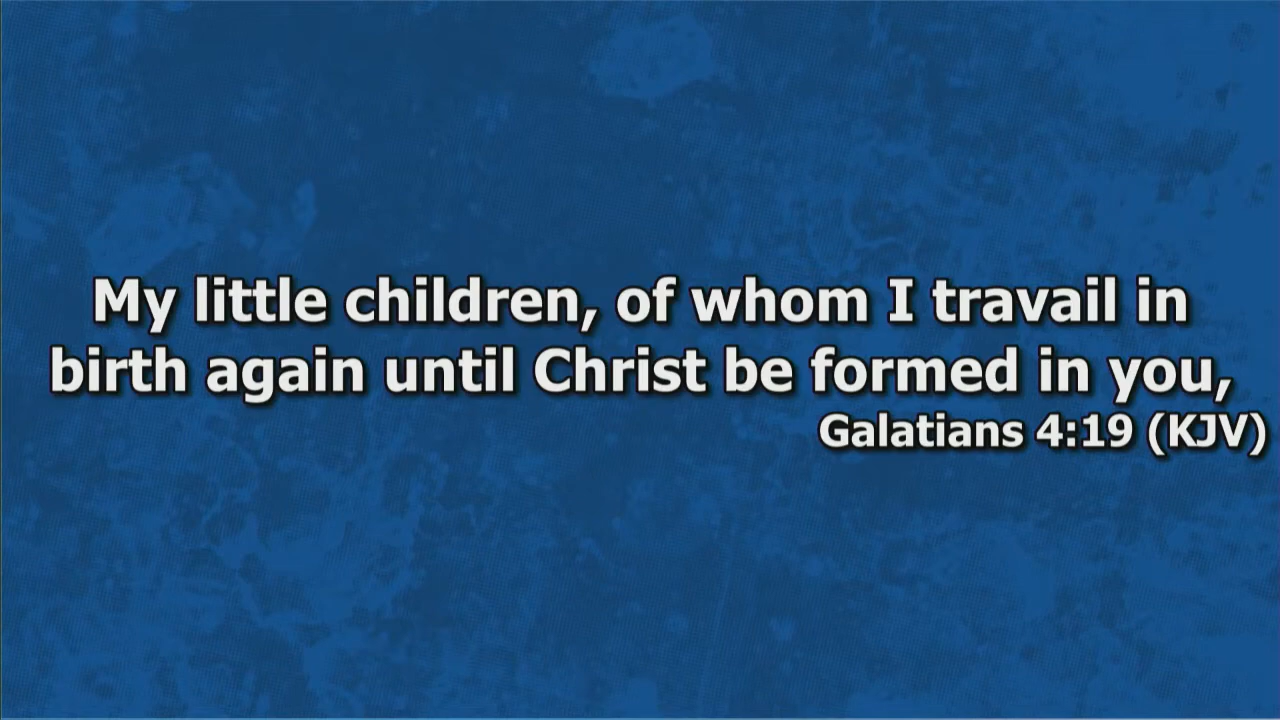 My little children, of whom I travail in
birth again until Christ be formed in you,
Galatians 4:19 (KJV)